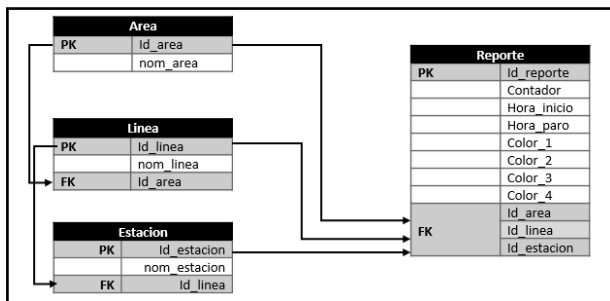 Área
PK Id_area
nom_area
Linea
PK Id_linea
nom_linea
FK Id_area
Estacion
PK Id_estacion
nom_estacion
FK Id_linea
Reporte
PK Id_reporte
Contador
Hora_inicio
Hora_paro
Color_1
Color_2
Color_3
Color_4
Id_area
FK Id_linea
Id_estacion